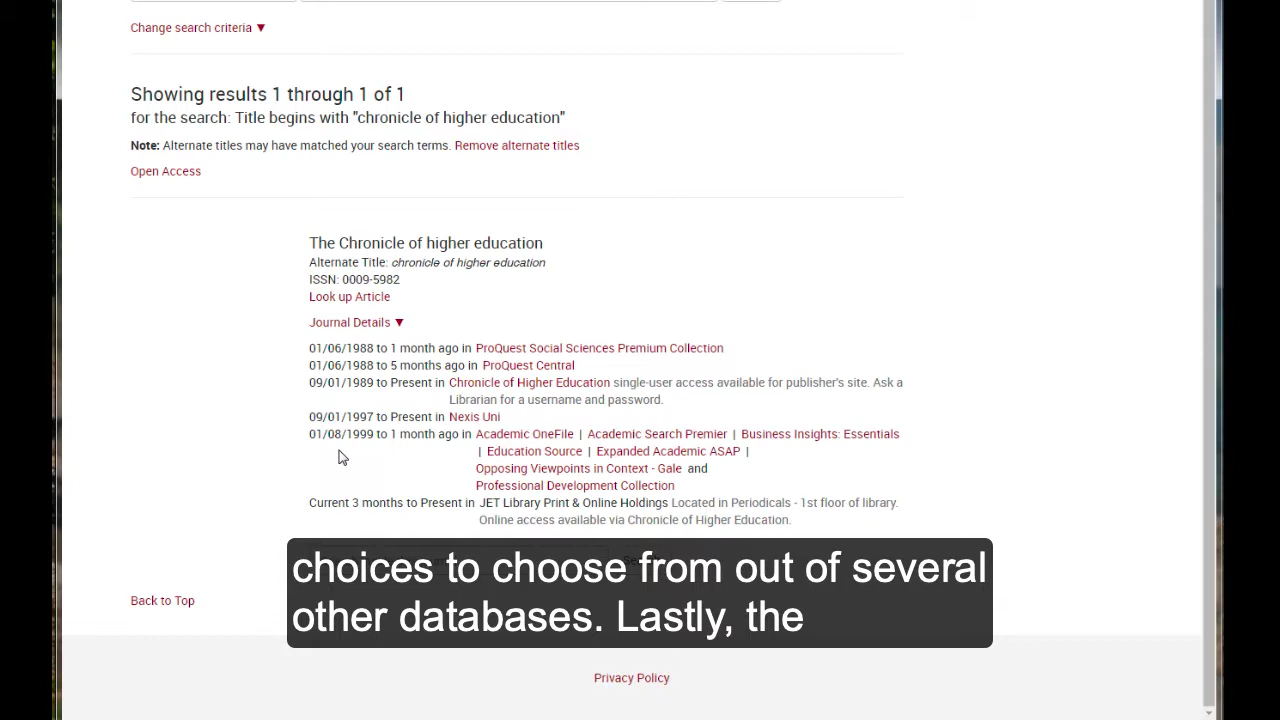 Change search criteria ▼
Showing results 1 through 1 of 1
for the search: Title begins with "chronicle of higher education"
Note: Alternate titles may have matched your search terms. Remove alternate titles
Open Access
The Chronicle of higher education
Alternate Title: chronicle of higher education
ISSN: 0009-5982
Look up Article
Journal Details ▼
01/06/1988 to 1 month ago in ProQuest Social Sciences Premium Collection
01/06/1988 to 5 months ago in ProQuest Central
09/01/1989 to Present in Chronicle of Higher Education single-user access available for publisher's site. Ask a
Librarian for a username and password.
09/01/1997 to Present in Nexis Uni
01/08/1999 to 1 month ago in Academic OneFile | Academic Search Premier | Business Insights: Essentials
| Education Source | Expanded Academic ASAP |
Opposing Viewpoints in Context - Gale and
Professional Development Collection
Current 3 months to Present in JET Library Print & Online Holdings Located in Periodicals - 1st floor of library.
Online access available via Chronicle of Higher Education.
choices to choose from out of several
other databases. Lastly, the
Back to Top
Privacy Policy